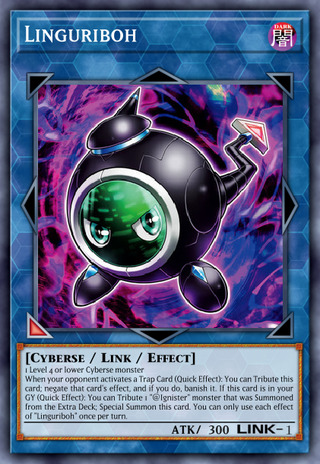 LINGURIBOH
DARK
闇
[CYBERSE / LINK / EFFECT]
1 Level 4 or lower Cyberse monster
When your opponent activates a Trap Card (Quick Effect): You can Tribute this
card; negate that card's effect, and if you do, banish it. If this card is in your
GY (Quick Effect): You can Tribute 1 "@Ignister" monster that was Summoned
from the Extra Deck; Special Summon this card. You can only use each effect
of "Linguriboh" once per turn.
ATK/ 300 LINK-1